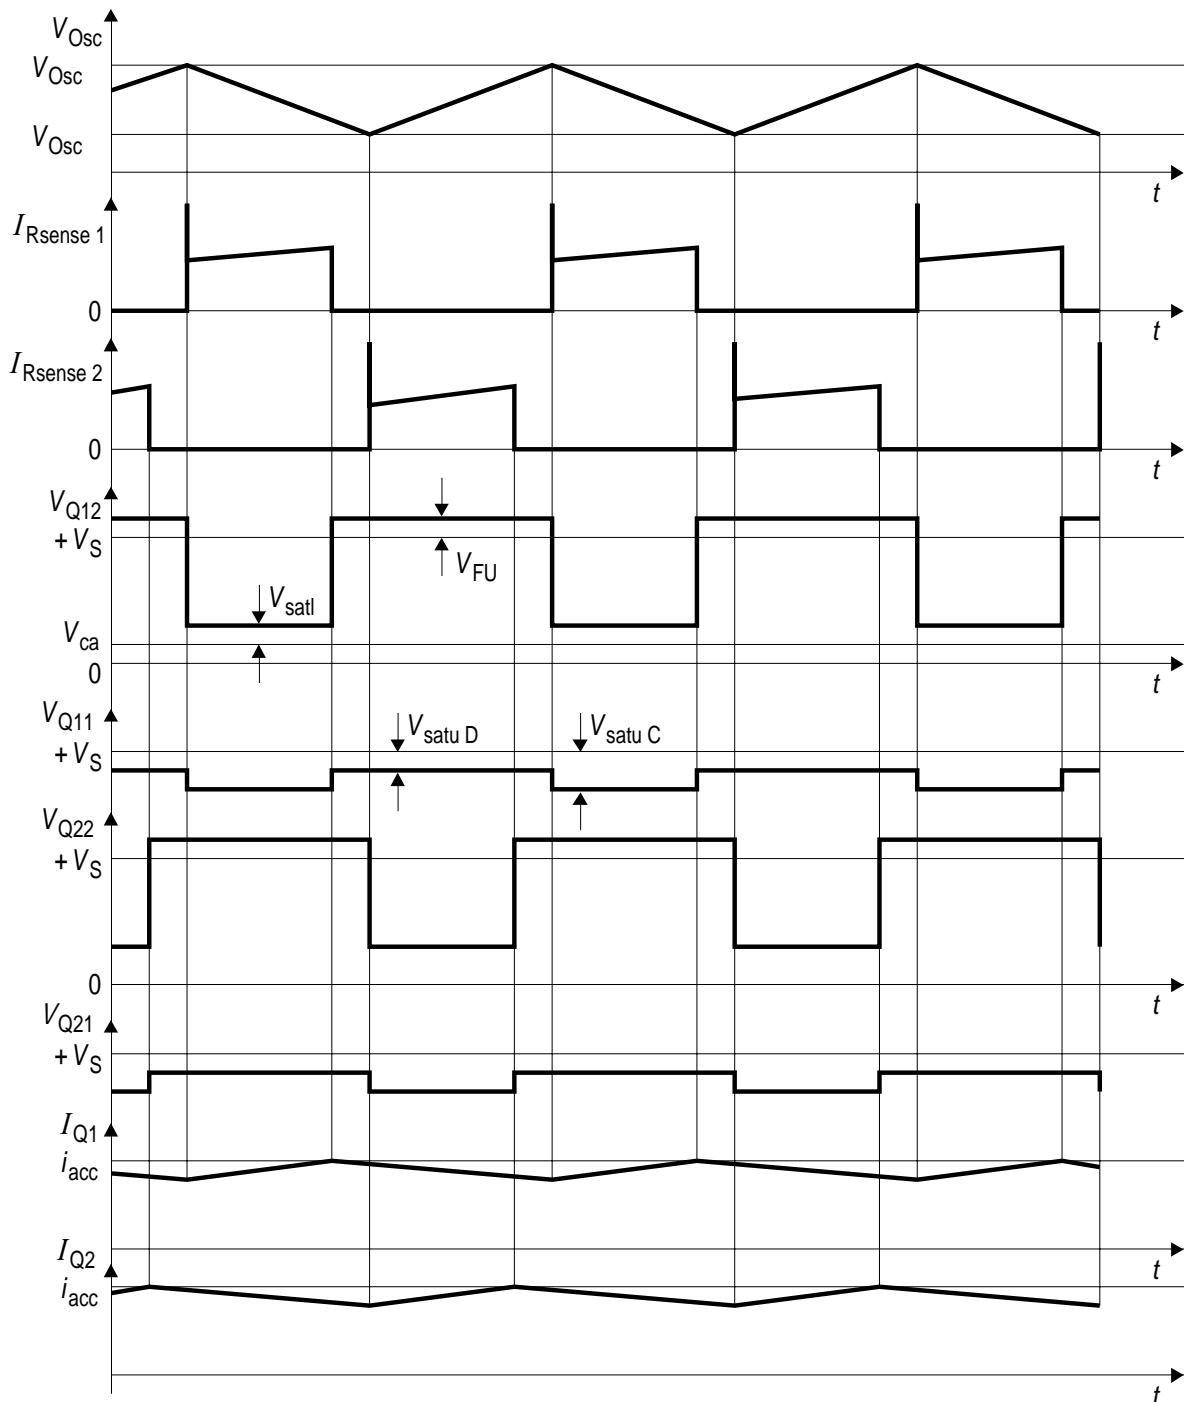 V_Osc
V_Osc
V_Osc
t
I_Rsense 1
0
t
I_Rsense 2
0
t
V_Q12
+ V_S
V_FU
V_satl
V_ca
0
t
V_Q11
V_satu D
V_satu C
+ V_S
V_Q22
+ V_S
0
t
V_Q21
+ V_S
I_Q1
i_acc
I_Q2
t
i_acc
t